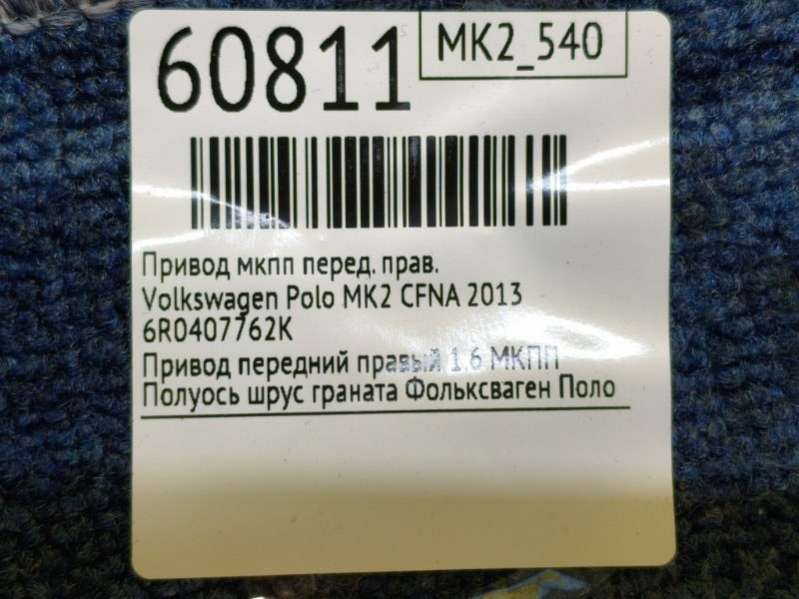 60811
MK2_540
Привод мкпп перед. прав.
Volkswagen Polo MK2 CFNA 2013
6R0407762K
Привод передний правый 1.6 МКПП
Полуось шрус граната Фольксваген Поло